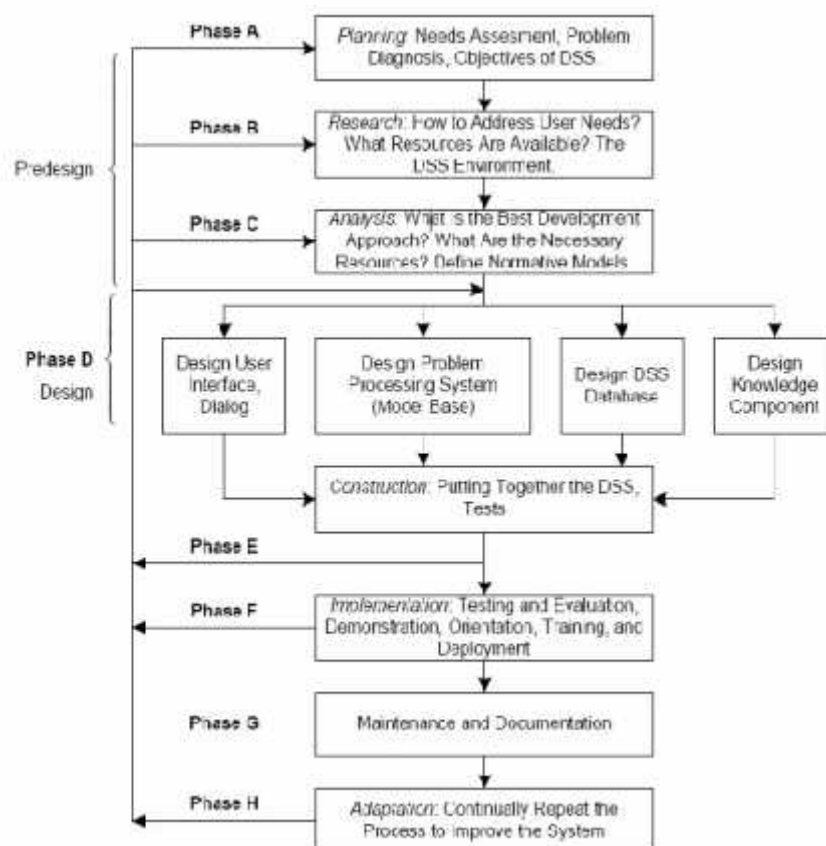 Phase A
Planning: Needs Assesment, Problem
Diagnosis, Objectives of DSS.
Phase B
Research: How to Address User Needs?
What Resources Are Available? The
DSS Environment.
Predesign
Phase C
Analysis: What Is the Best Development
Approach? What Are the Necessary
Resources? Define Normative Models
Phase D
Design
Design User
Interface,
Dialog
Design Problem
Processing System
(Model Base)
Design DSS
Database
Design
Knowledge
Component
Construction: Putting Together the DSS,
Tests
Phase E
Phase F
Implementation: Testing and Evaluation,
Demonstration, Orientation, Training, and
Deployment
Phase G
Maintenance and Documentation
Phase H
Adaptation: Continually Repeat the
Process to Improve the System